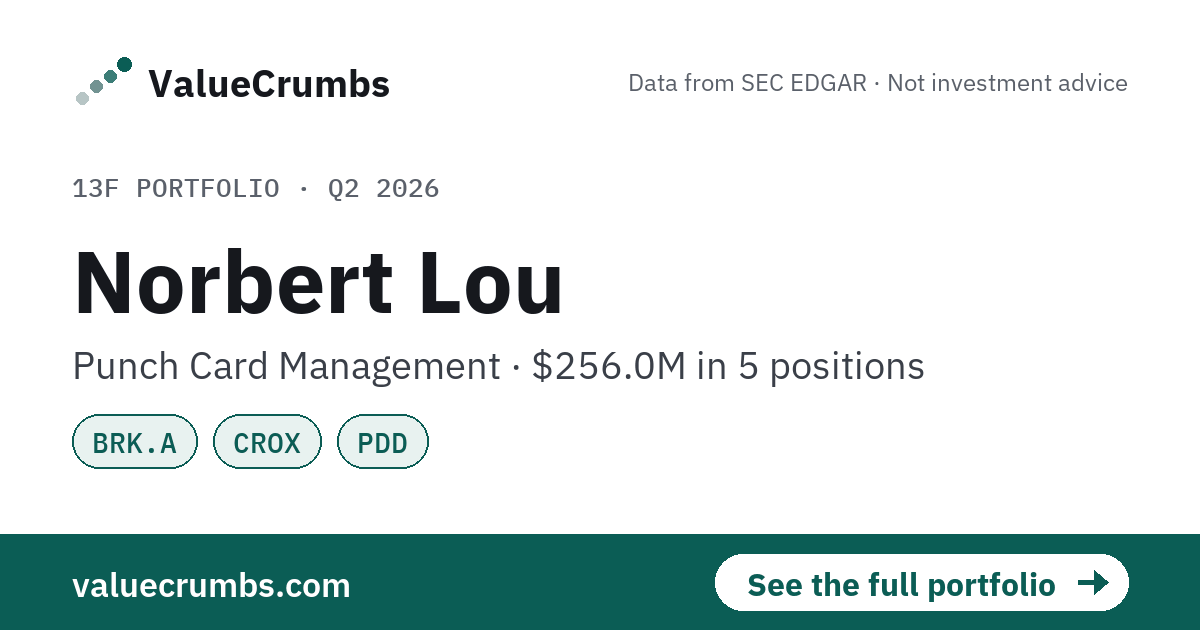 ValueCrumbs
Data from SEC EDGAR · Not investment advice
13F PORTFOLIO · Q2 2026
Norbert Lou
Punch Card Management · $256.0M in 5 positions
BRK.A CROX PDD
valuecrumbs.com
See the full portfolio →